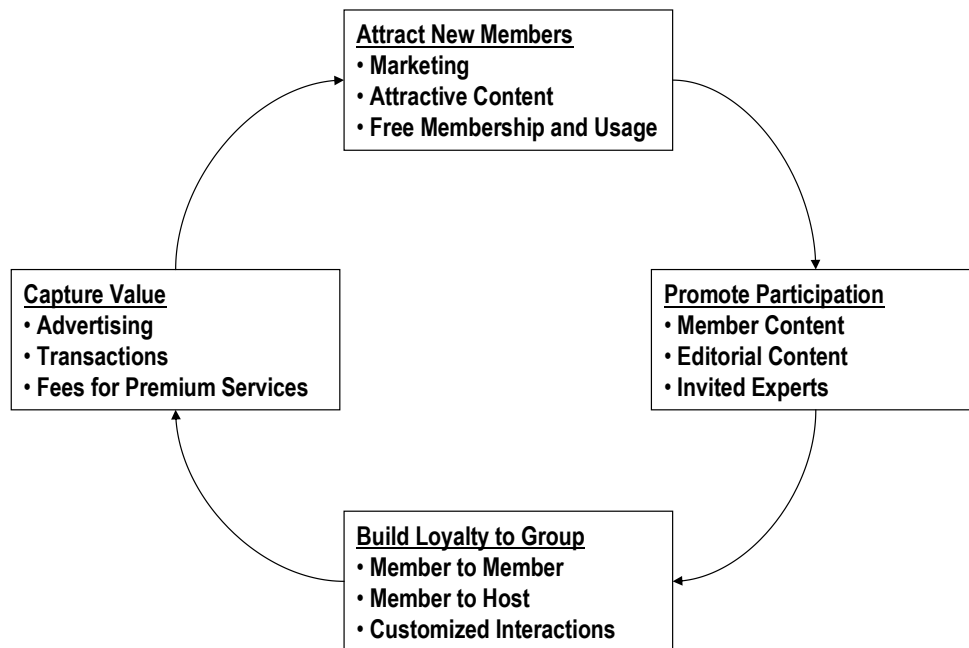 Attract New Members
• Marketing
• Attractive Content
• Free Membership and Usage
Capture Value
• Advertising
• Transactions
• Fees for Premium Services
Promote Participation
• Member Content
• Editorial Content
• Invited Experts
Build Loyalty to Group
• Member to Member
• Member to Host
• Customized Interactions